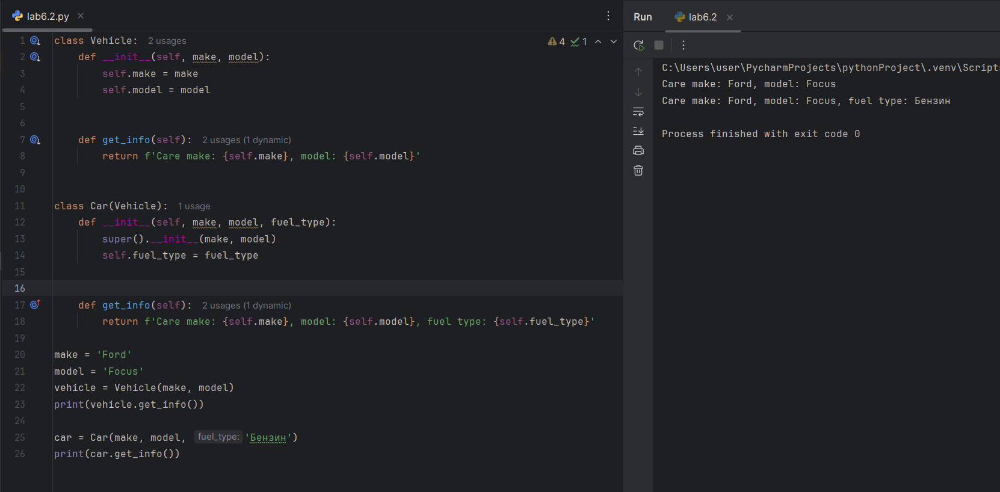 lab6.2.py
1 class Vehicle: 2 usages
2 def __init__(self, make, model):
3 self.make = make
4 self.model = model
5
6
7 def get_info(self): 2 usages (1 dynamic)
8 return f'Care make: {self.make}, model: {self.model}'
9
10
11 class Car(Vehicle): 1 usage
12 def __init__(self, make, model, fuel_type):
13 super().__init__(make, model)
14 self.fuel_type = fuel_type
15
16
17 def get_info(self): 2 usages (1 dynamic)
18 return f'Care make: {self.make}, model: {self.model}, fuel type: {self.fuel_type}'
19
20 make = 'Ford'
21 model = 'Focus'
22 vehicle = Vehicle(make, model)
23 print(vehicle.get_info())
24
25 car = Car(make, model, fuel_type: 'Бензин')
26 print(car.get_info())
4 1
Run lab6.2
C:\Users\user\PycharmProjects\pythonProject\.venv\Scripts
Care make: Ford, model: Focus
Care make: Ford, model: Focus, fuel type: Бензин
Process finished with exit code 0